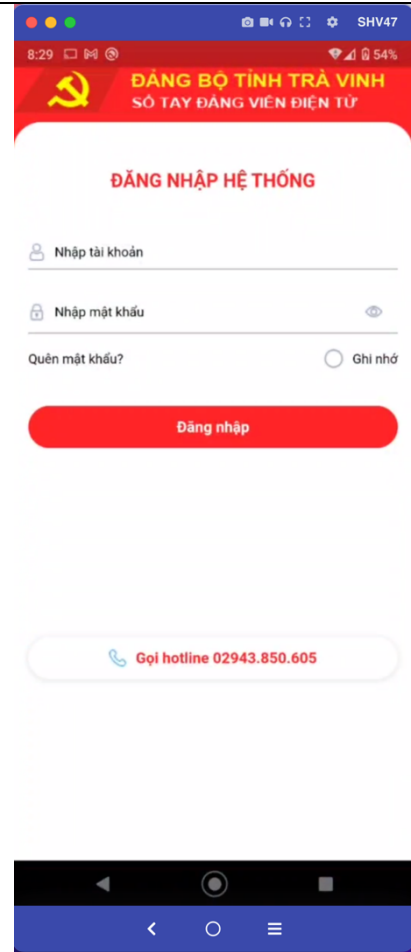 SHV47
8:29 54%
ĐẢNG BỘ TỈNH TRÀ VINH
SỔ TAY ĐẢNG VIÊN ĐIỆN TỬ
ĐĂNG NHẬP HỆ THỐNG
Nhập tài khoản
Nhập mật khẩu
Quên mật khẩu? Ghi nhớ
Đăng nhập
Gọi hotline 02943.850.605